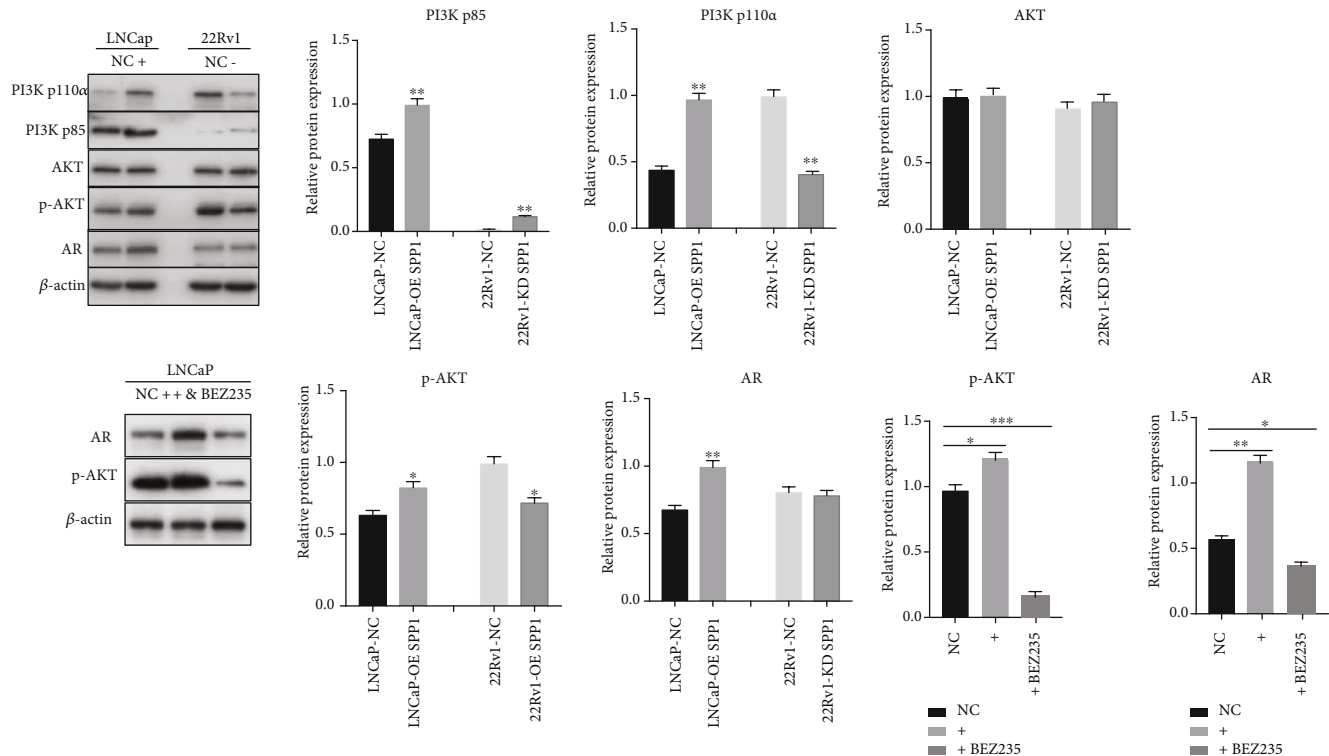 LNCap 22Rv1
NC + NC -
PI3K p110α
PI3K p85
AKT
p-AKT
AR
β-actin
PI3K p85
Relative protein expression
1.5
1.0
0.5
0.0
**
**
LNCaP-NC
LNCaP-OE SPP1
22Rv1-NC
22Rv1-KD SPP1
PI3K p110α
Relative protein expression
1.5
1.0
0.5
0.0
**
**
LNCaP-NC
LNCaP-OE SPP1
22Rv1-NC
22Rv1-KD SPP1
AKT
Relative protein expression
1.5
1.0
0.5
0.0
LNCaP-NC
LNCaP-OE SPP1
22Rv1-NC
22Rv1-KD SPP1
LNCaP
NC + + & BEZ235
AR
p-AKT
β-actin
p-AKT
Relative protein expression
1.5
1.0
0.5
0.0
*
*
LNCaP-NC
LNCaP-OE SPP1
22Rv1-NC
22Rv1-OE SPP1
AR
Relative protein expression
1.5
1.0
0.5
0.0
**
LNCaP-NC
LNCaP-OE SPP1
22Rv1-NC
22Rv1-KD SPP1
p-AKT
Relative protein expression
1.5
1.0
0.5
0.0
***
*
NC
+
+ BEZ235
NC
+
+ BEZ235
AR
Relative protein expression
1.5
1.0
0.5
0.0
*
**
NC
+
+ BEZ235
NC
+
+ BEZ235